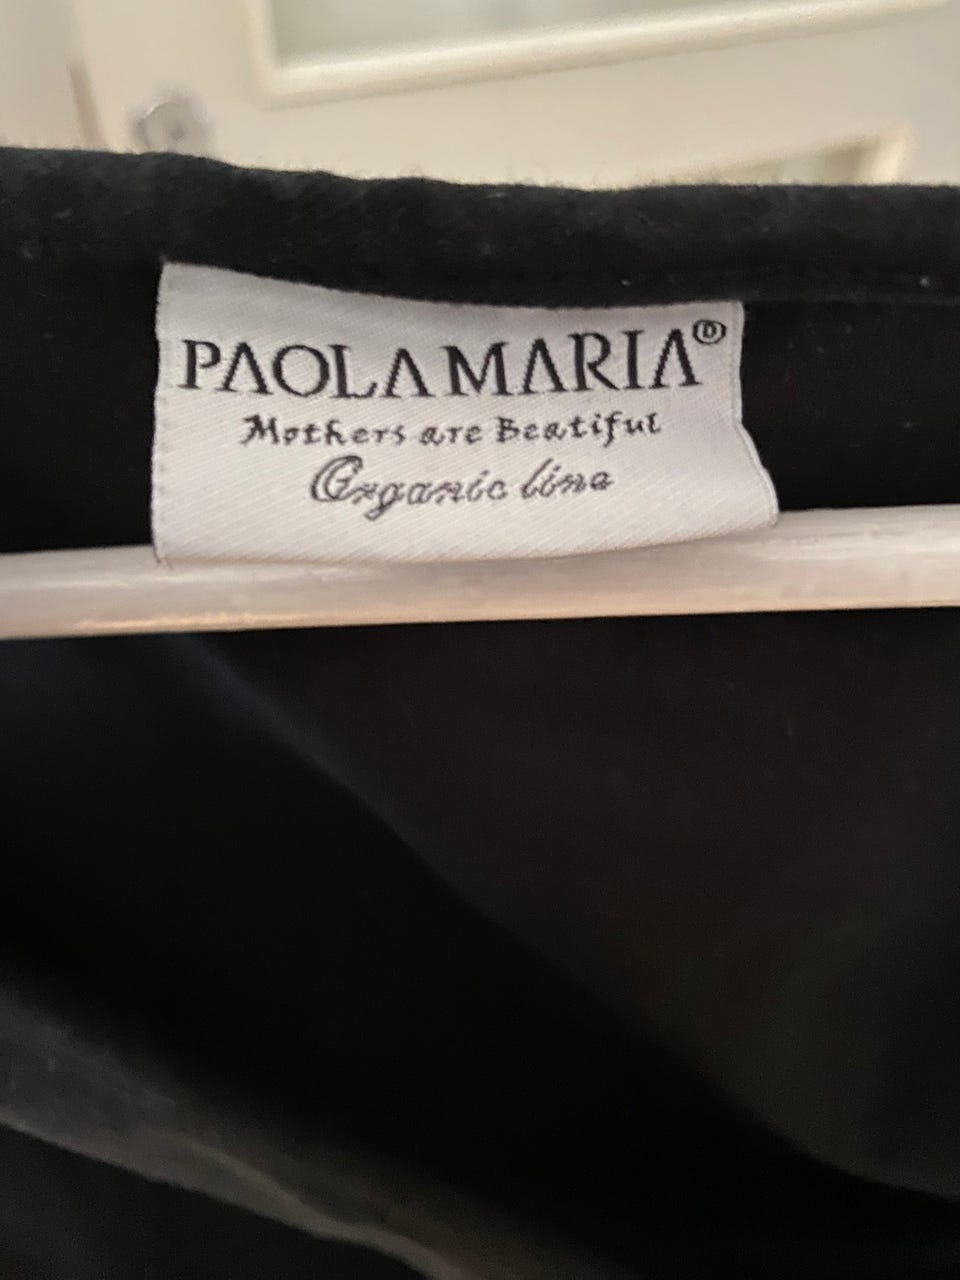 PAOLA MARIA®
Mothers are Beatiful
Organic line